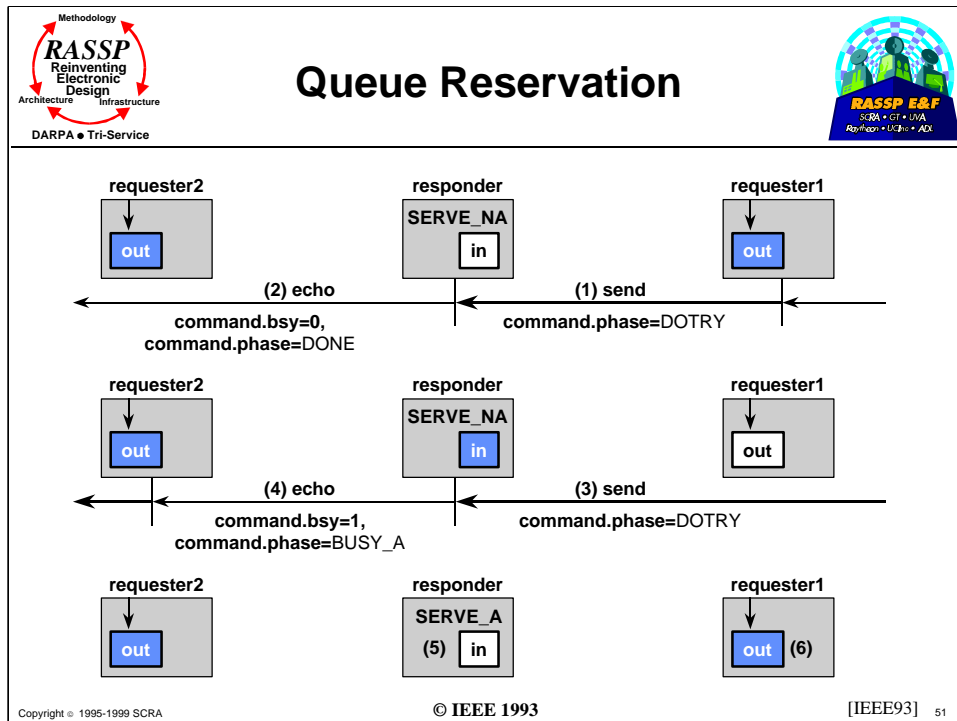 Methodology
RASSP
Reinventing
Electronic
Design
Architecture
Infrastructure
DARPA ● Tri-Service
Queue Reservation
RASSP E&F
SCRA • GT • UVA
Raytheon • UCinc • ADL
requester2
responder
requester1
SERVE_NA
out
in
out
(2) echo
(1) send
command.bsy=0,
command.phase=DONE
command.phase=DOTRY
requester2
responder
requester1
SERVE_NA
out
in
out
(4) echo
(3) send
command.bsy=1,
command.phase=BUSY_A
command.phase=DOTRY
requester2
responder
requester1
SERVE_A
out
(5) in
out (6)
Copyright © 1995-1999 SCRA
© IEEE 1993
[IEEE93] 51